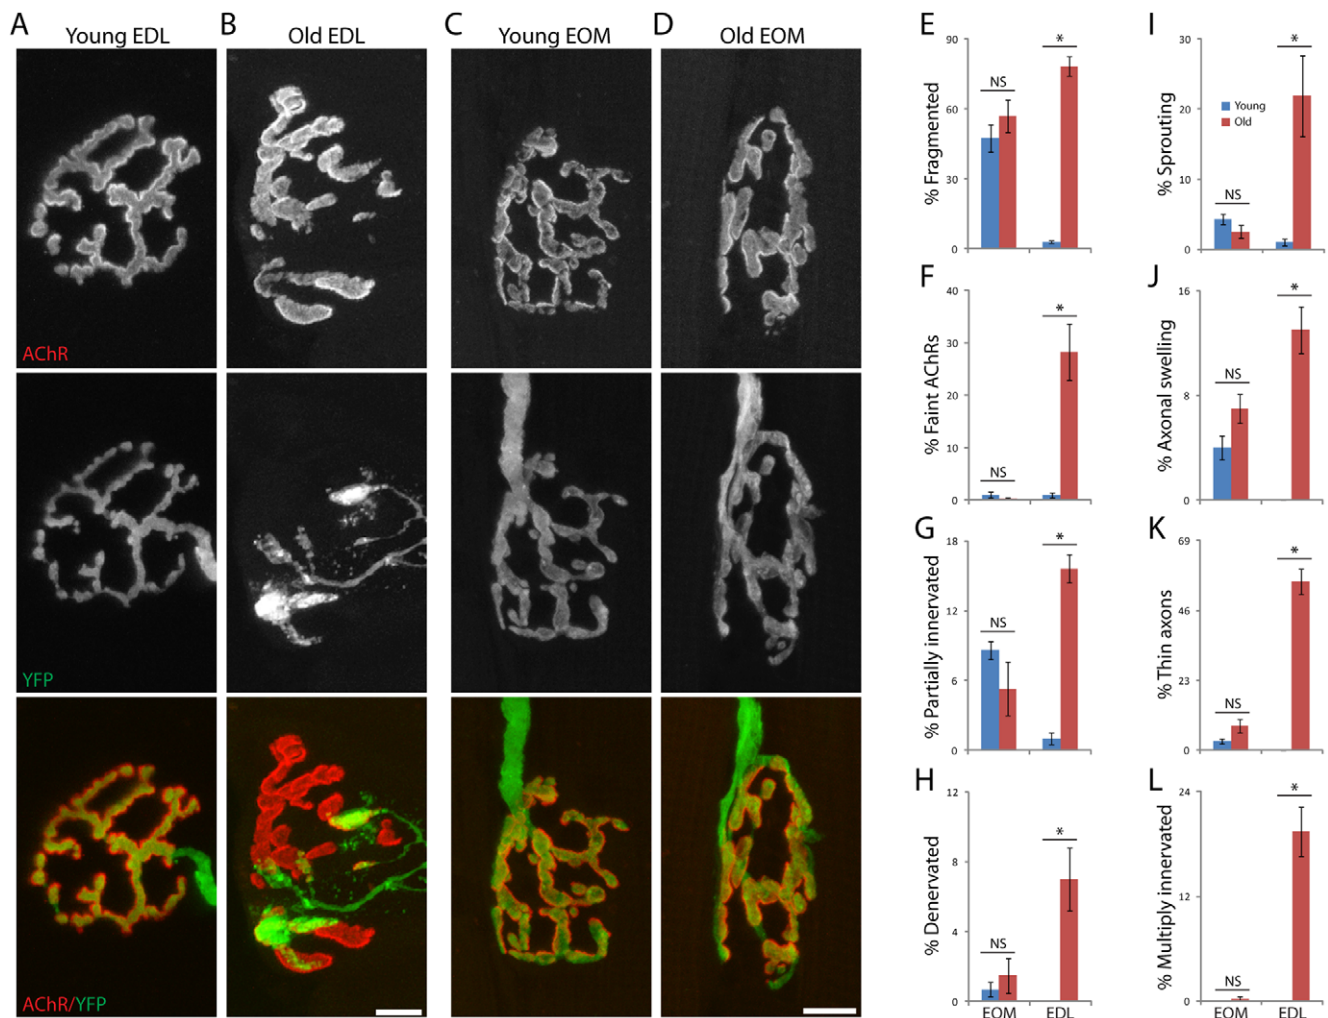 A
Young EDL
B
Old EDL
C
Young EOM
D
Old EOM
AChR
YFP
AChR/YFP
E
% Fragmented
90
60
30
0
NS
*
F
% Faint AChRs
40
30
20
10
0
NS
*
G
% Partially innervated
18
12
6
0
NS
*
H
% Denervated
12
8
4
0
NS
*
EOM
EDL
I
% Sprouting
30
20
10
0
Young
Old
NS
*
J
% Axonal swelling
16
8
0
NS
*
K
% Thin axons
69
46
23
0
NS
*
L
% Multiply innervated
24
12
0
NS
*
EOM
EDL